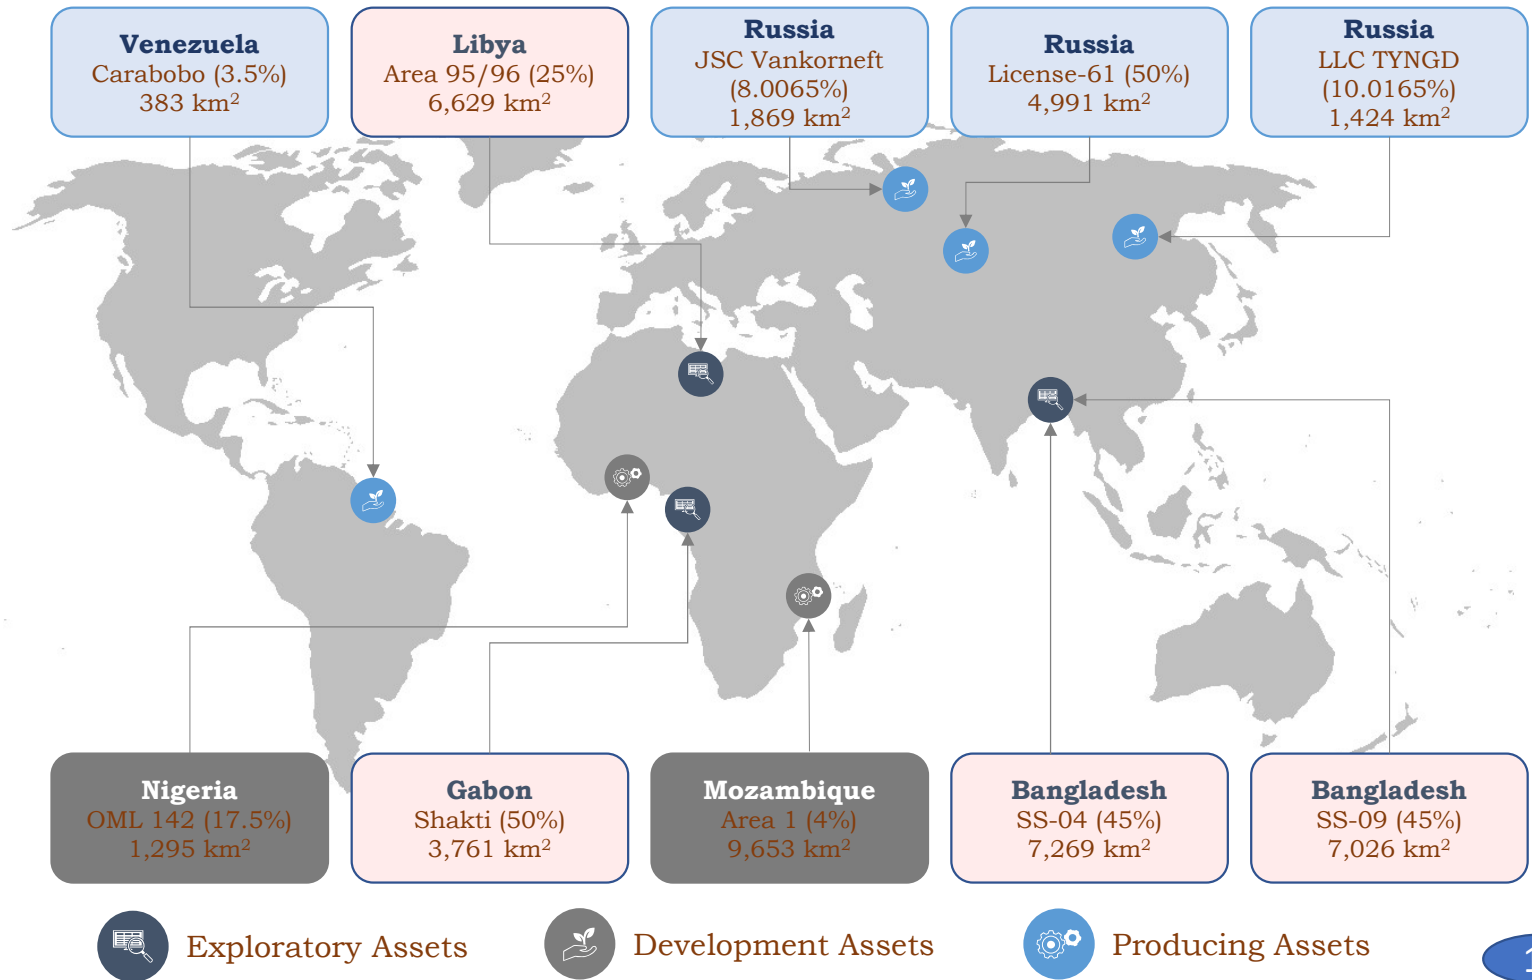 Venezuela
Carabobo (3.5%)
383 km²
Libya
Area 95/96 (25%)
6,629 km²
Russia
JSC Vankorneft
(8.0065%)
1,869 km²
Russia
License-61 (50%)
4,991 km²
Russia
LLC TYNGD
(10.0165%)
1,424 km²
Nigeria
OML 142 (17.5%)
1,295 km²
Gabon
Shakti (50%)
3,761 km²
Mozambique
Area 1 (4%)
9,653 km²
Bangladesh
SS-04 (45%)
7,269 km²
Bangladesh
SS-09 (45%)
7,026 km²
Exploratory Assets
Development Assets
Producing Assets